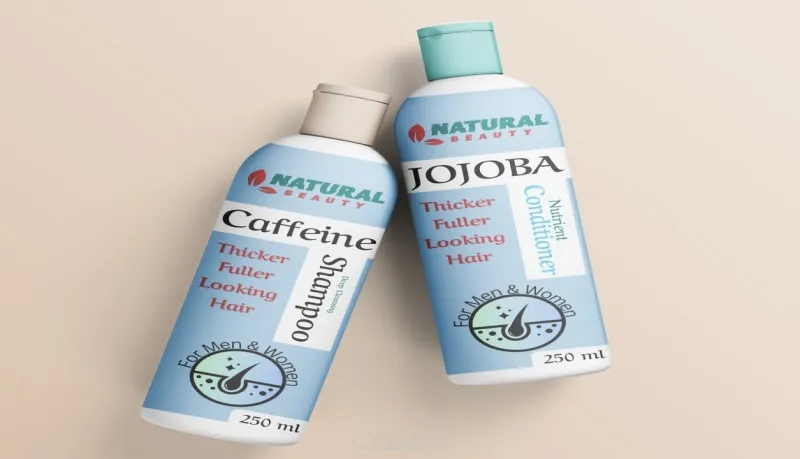 NATURAL
BEAUTY
Caffeine
Thicker
Fuller
Looking
Hair
Deep Cleansing
Shampoo
For Men & Women
250 ml
NATURAL
BEAUTY
JOJOBA
Thicker
Fuller
Looking
Hair
Nutrient
Conditioner
For Men & Women
250 ml